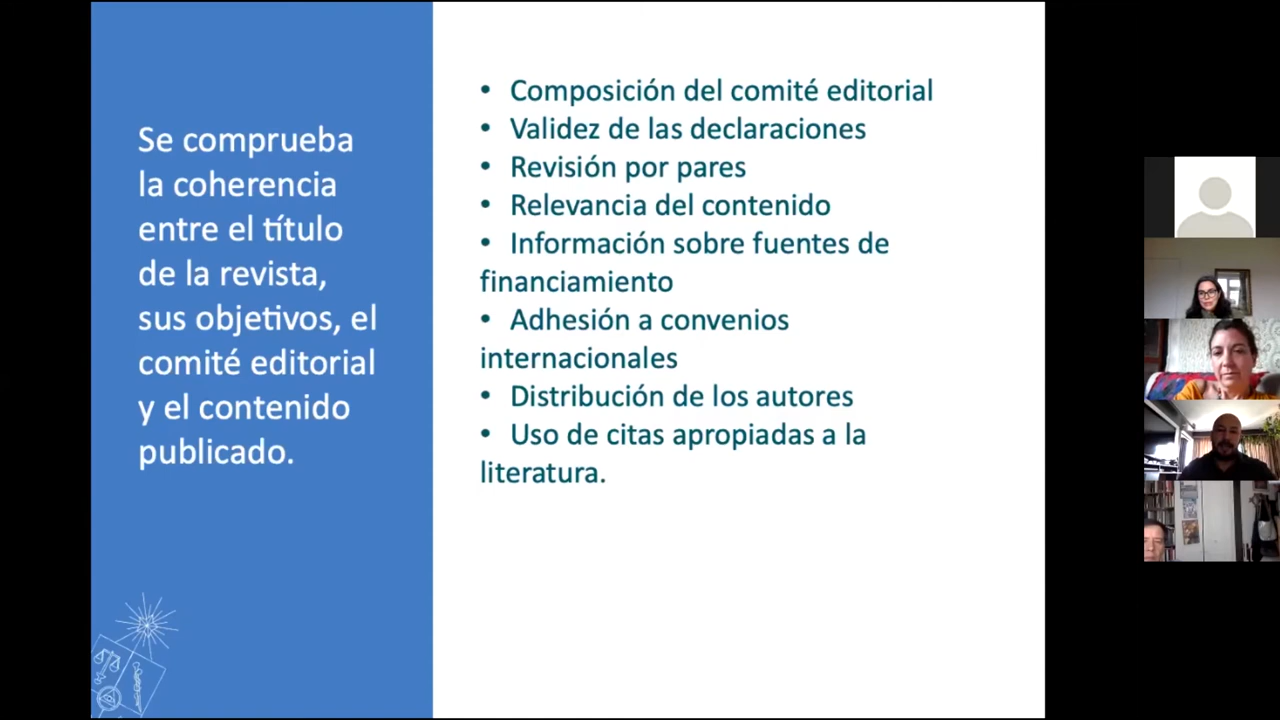 Se comprueba
la coherencia
entre el título
de la revista,
sus objetivos, el
comité editorial
y el contenido
publicado.
• Composición del comité editorial
• Validez de las declaraciones
• Revisión por pares
• Relevancia del contenido
• Información sobre fuentes de
financiamiento
• Adhesión a convenios
internacionales
• Distribución de los autores
• Uso de citas apropiadas a la
literatura.